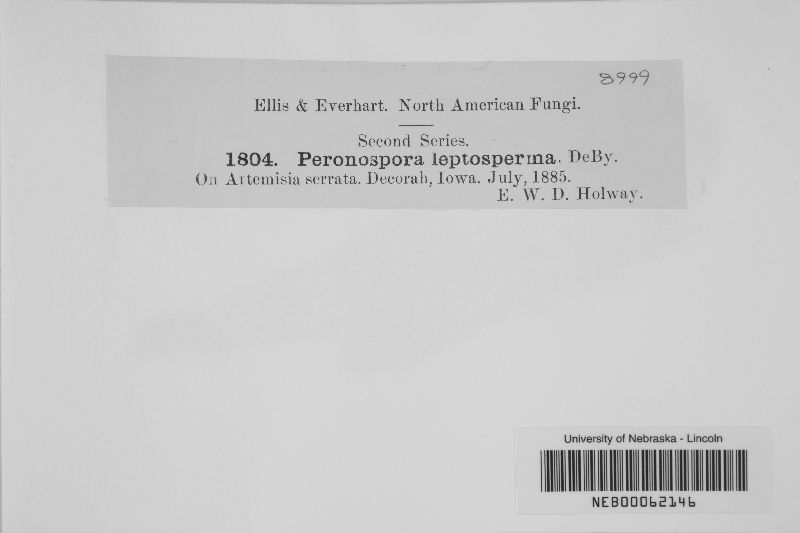 8999
Ellis & Everhart. North American Fungi.
Second Series.
1804. Peronospora leptosperma. DeBy.
On Artemisia serrata. Decorah, Iowa. July, 1885.
E. W. D. Holway.
University of Nebraska - Lincoln
NEB00062146